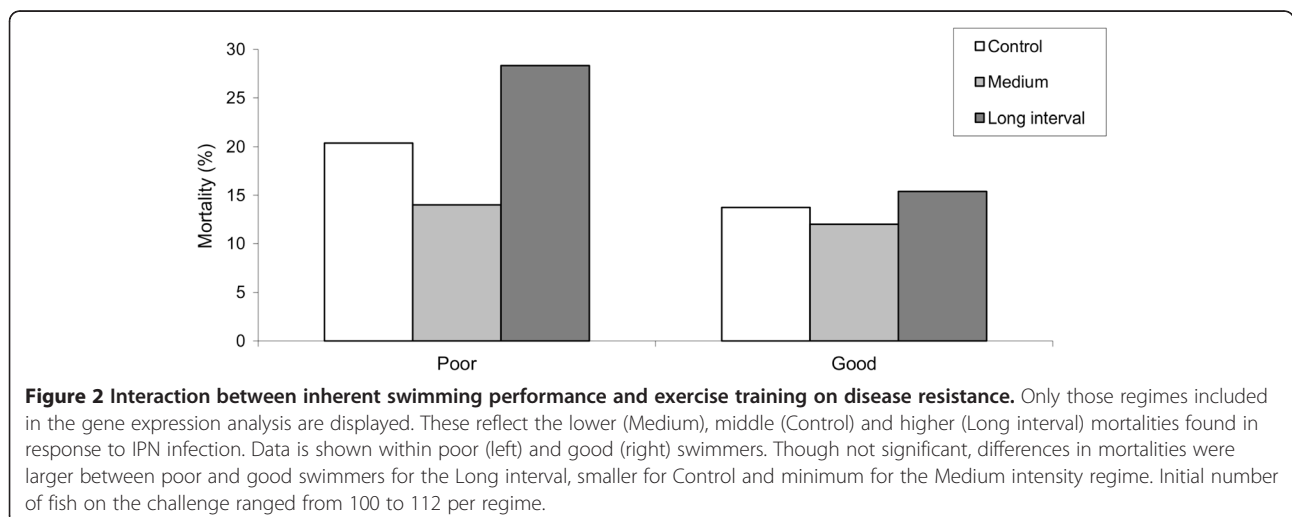 30
25
20
15
10
5
0
Mortality (%)
Control
Medium
Long interval
Poor
Good
Figure 2 Interaction between inherent swimming performance and exercise training on disease resistance. Only those regimes included
in the gene expression analysis are displayed. These reflect the lower (Medium), middle (Control) and higher (Long interval) mortalities found in
response to IPN infection. Data is shown within poor (left) and good (right) swimmers. Though not significant, differences in mortalities were
larger between poor and good swimmers for the Long interval, smaller for Control and minimum for the Medium intensity regime. Initial number
of fish on the challenge ranged from 100 to 112 per regime.